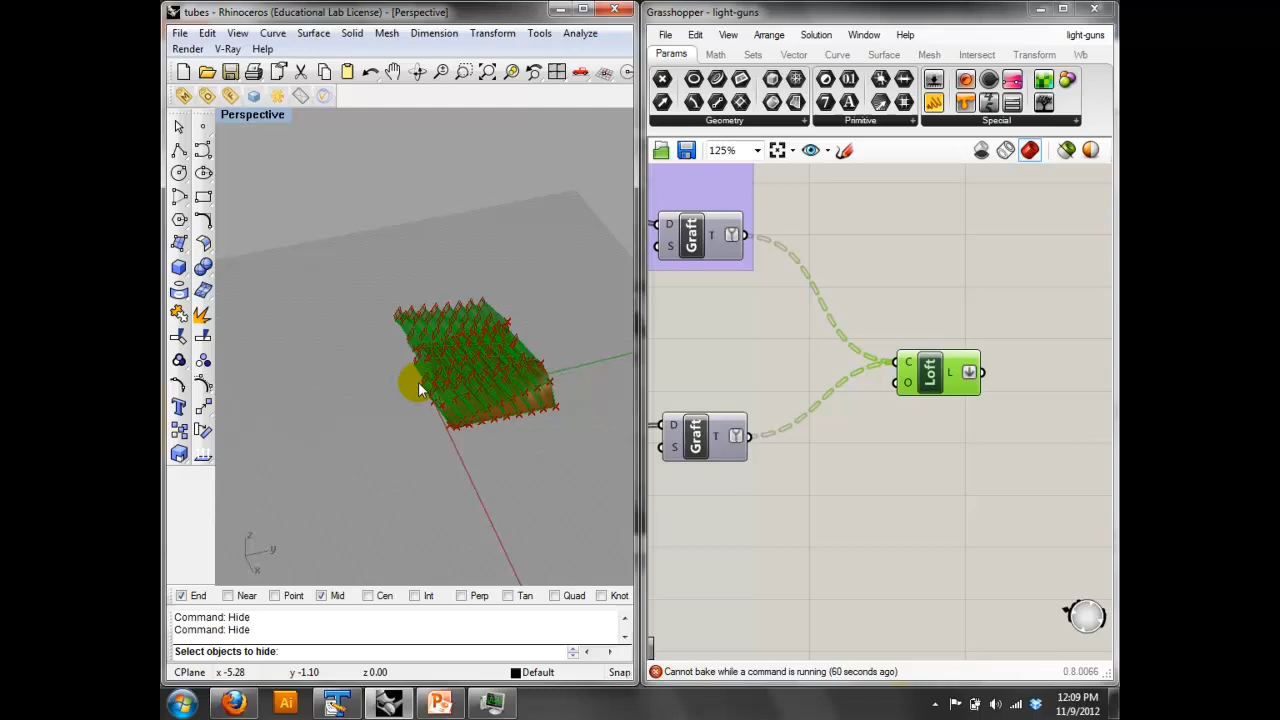 tubes - Rhinoceros (Educational Lab License) - [Perspective]
File Edit View Curve Surface Solid Mesh Dimension Transform Tools Analyze
Render V-Ray Help
Perspective
z
y
x
End Near Point Mid Cen Int Perp Tan Quad Knot
Command: Hide
Command: Hide
Select objects to hide:
CPlane x -5.28 y -1.10 z 0.00 Default Snap
Grasshopper - light-guns
File Edit View Arrange Solution Window Help light-guns
Params Math Sets Vector Curve Surface Mesh Intersect Transform Wb
Geometry + Primitive + Special +
125%
D
S
Graft
T
C
O
Loft
L
D
S
Graft
T
Cannot bake while a command is running (60 seconds ago) 0.8.0066
Ai
12:09 PM
11/9/2012